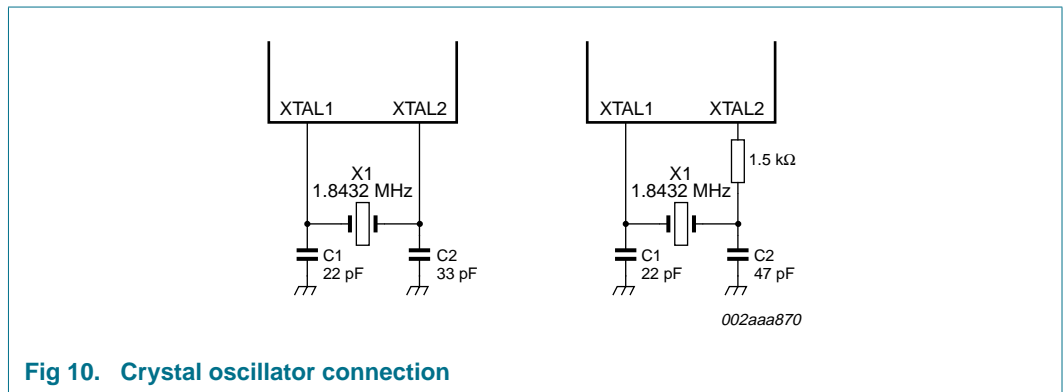 XTAL1 XTAL2
X1
1.8432 MHz
C1
22 pF
C2
33 pF
XTAL1 XTAL2
1.5 kΩ
X1
1.8432 MHz
C1
22 pF
C2
47 pF
002aaa870
Fig 10. Crystal oscillator connection